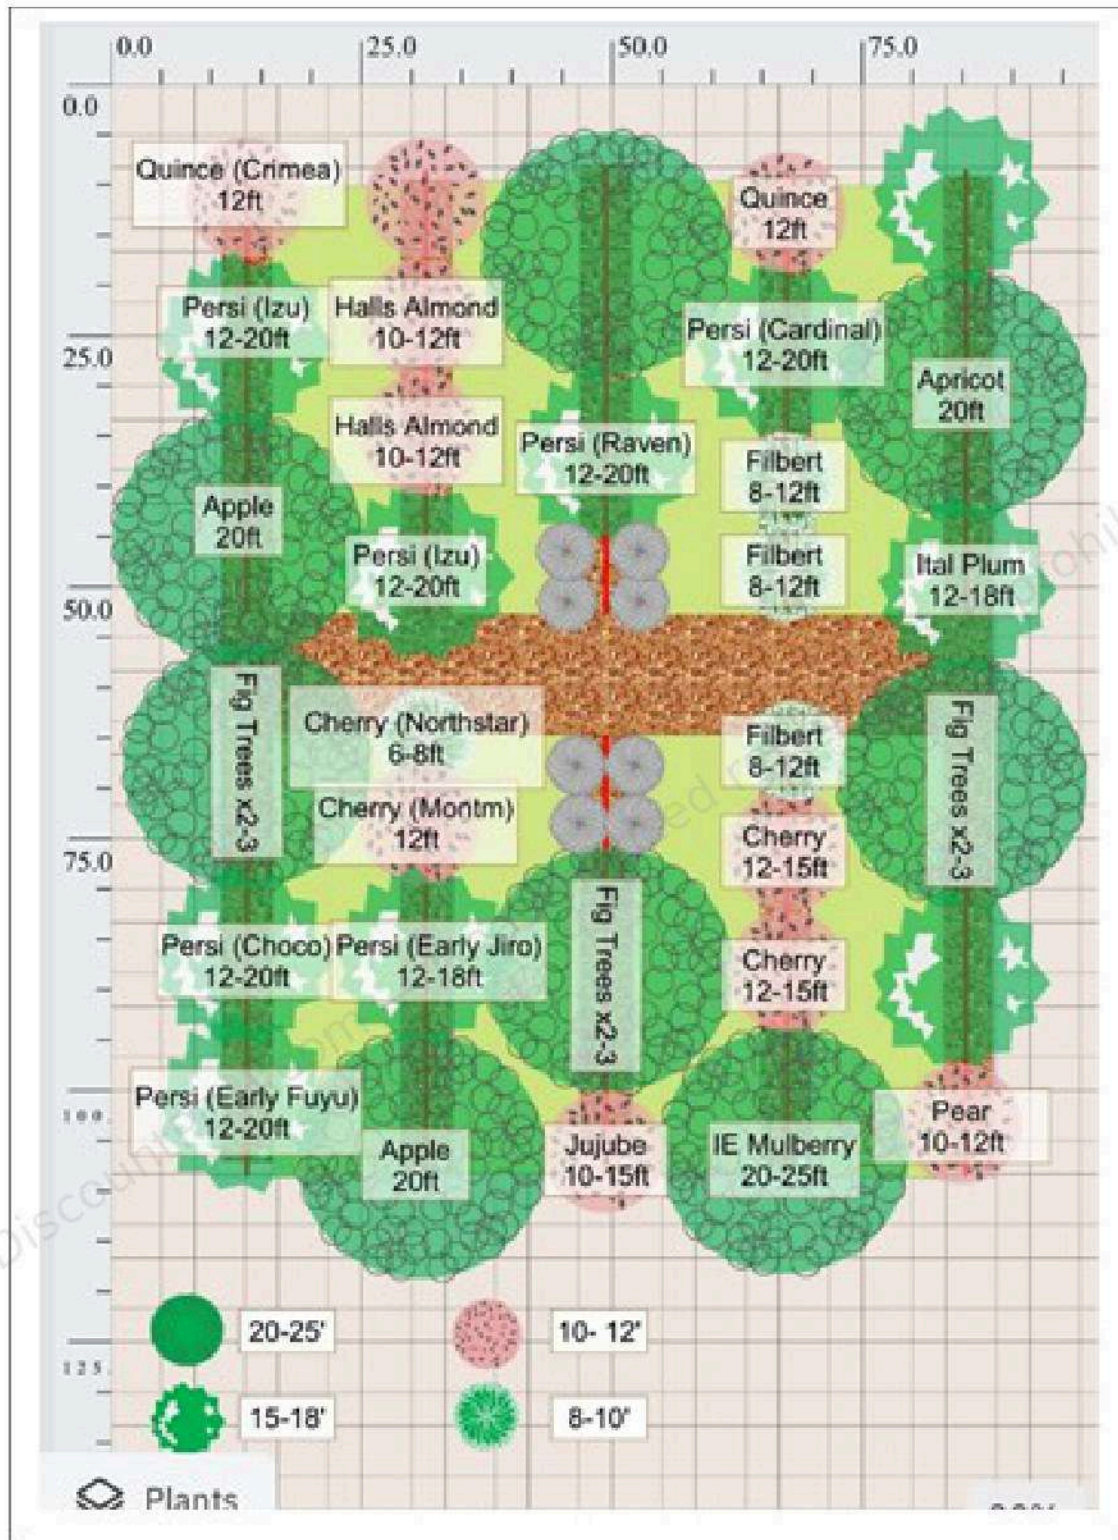 0.0 25.0 50.0 75.0
0.0
Quince (Crimea)
12ft
Quince
12ft
Persi (Izu)
12-20ft
Halls Almond
10-12ft
Persi (Cardinal)
12-20ft
25.0
Apricot
20ft
Halls Almond
10-12ft
Persi (Raven)
12-20ft
Filbert
8-12ft
Apple
20ft
Persi (Izu)
12-20ft
Filbert
8-12ft
Ital Plum
12-18ft
50.0
Fig Trees x2-3
Cherry (Northstar)
6-8ft
Filbert
8-12ft
Fig Trees x2-3
Cherry (Montm)
12ft
Cherry
12-15ft
75.0
Persi (Choco)
12-20ft
Persi (Early Jiro)
12-18ft
Fig Trees x2-3
Cherry
12-15ft
Persi (Early Fuyu)
12-20ft
100
Apple
20ft
Jujube
10-15ft
IE Mulberry
20-25ft
Pear
10-12ft
20-25'
10- 12'
125
15-18'
8-10'
Plants